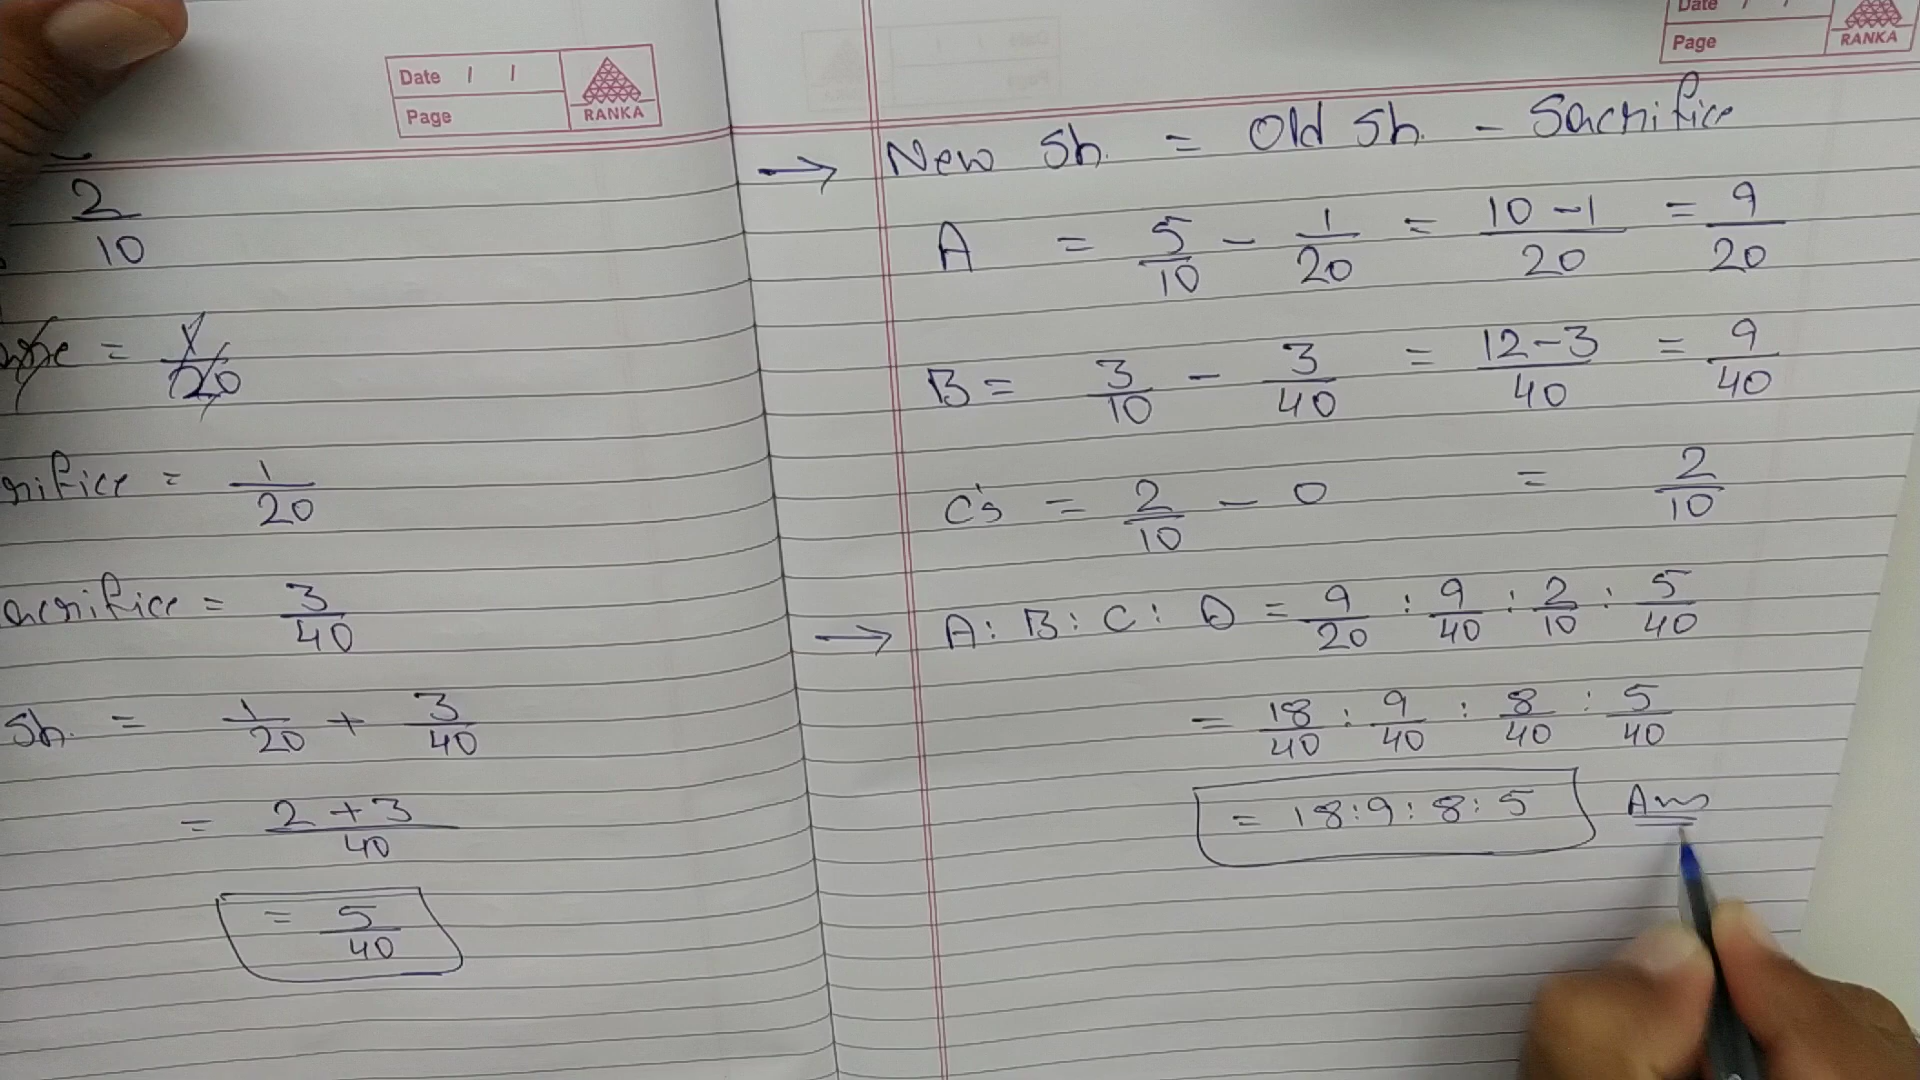 Date / /
Page
RANKA
2/10
= 1/20
= 1/20
= 3/40
Sh. = 1/20 + 3/40
= 2+3/40
= 5/40
Date / /
Page
RANKA
→ New Sh. = Old Sh. - Sacrifice
A = 5/10 - 1/20 = 10-1/20 = 9/20
B = 3/10 - 3/40 = 12-3/40 = 9/40
C's = 2/10 - 0 = 2/10
→ A : B : C : D = 9/20 : 9/40 : 2/10 : 5/40
= 18/40 : 9/40 : 8/40 : 5/40
= 18:9:8:5 Ans